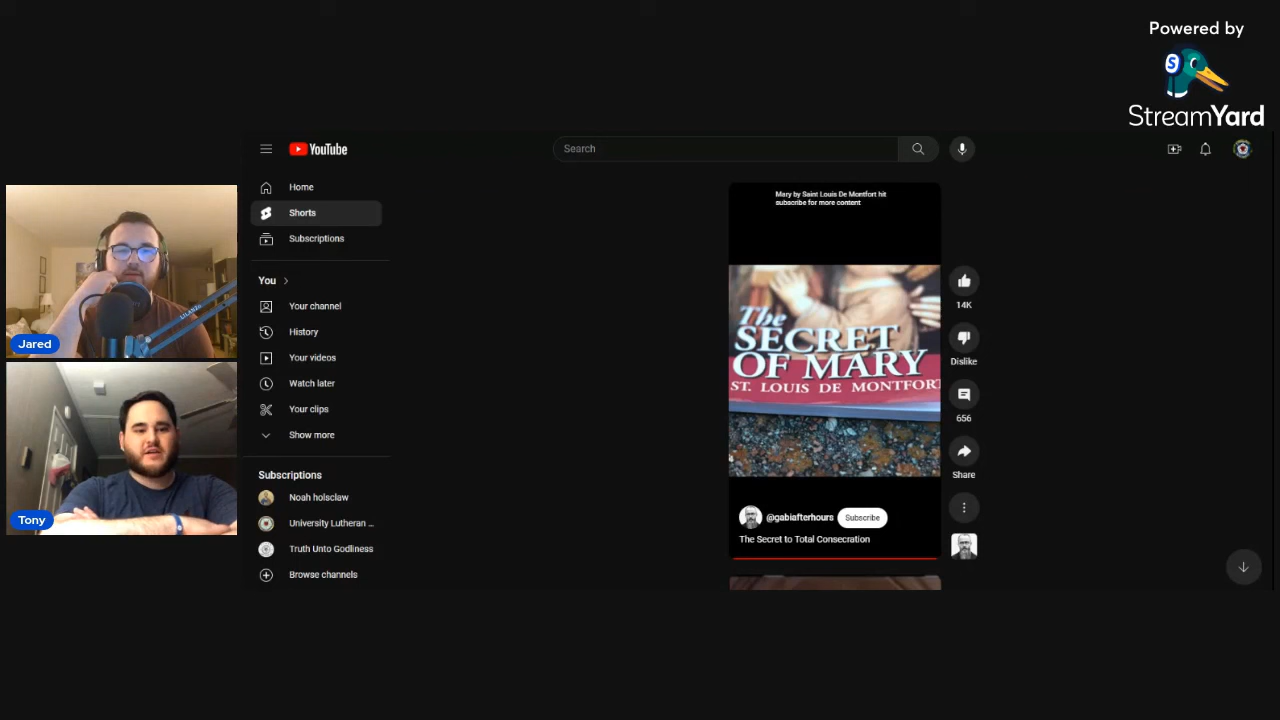 Powered by
StreamYard
YouTube
Search
Home
Shorts
Subscriptions
You
Your channel
History
Your videos
Watch later
Your clips
Show more
Subscriptions
Noah holsclaw
University Lutheran ...
Truth Unto Godliness
Browse channels
Mary by Saint Louis De Montfort hit
subscribe for more content
The
SECRET
OF MARY
ST. LOUIS DE MONTFORT
@gabiafterhours
Subscribe
The Secret to Total Consecration
14K
Dislike
656
Share
Jared
Tony